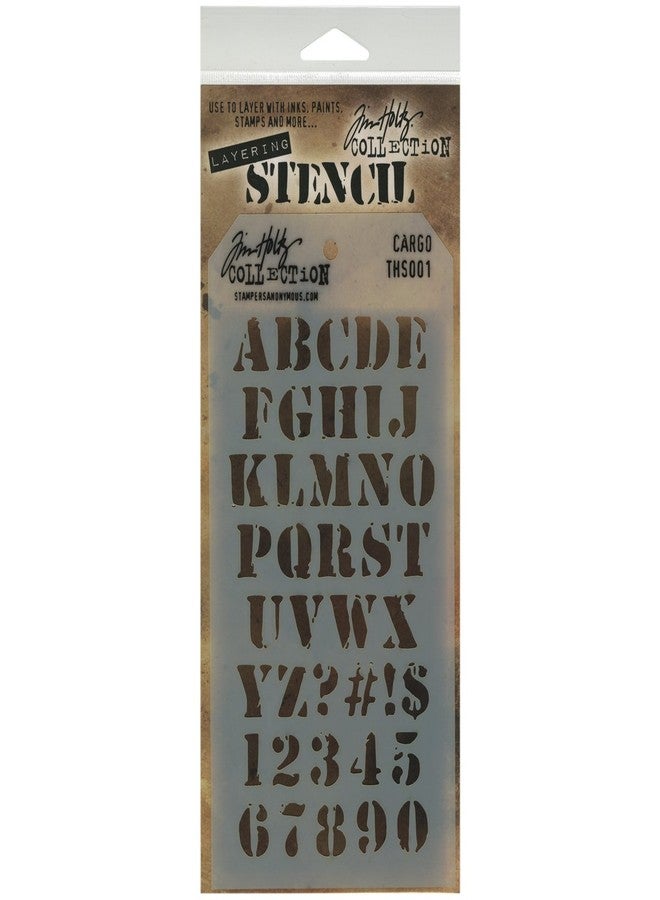 USE TO LAYER WITH INKS, PAINTS,
STAMPS AND MORE...
Tim Holtz
COLLECTION
LAYERING
STENCIL
Tim Holtz
COLLECTION
STAMPERSANONYMOUS.COM
CARGO
THS001
ABCDE
FGHIJ
KLMNO
PQRST
UVWX
YZ?#!$
12345
67890